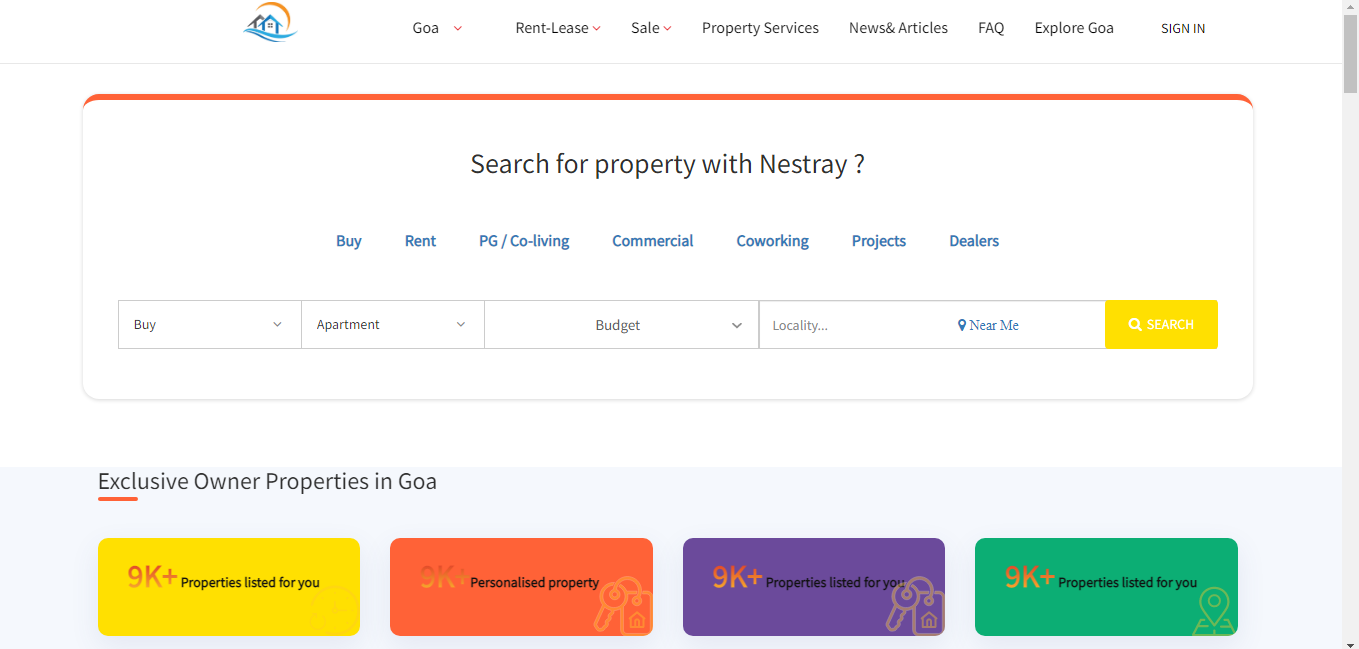 Goa Rent-Lease Sale Property Services News& Articles FAQ Explore Goa SIGN IN
Search for property with Nestray ?
Buy Rent PG / Co-living Commercial Coworking Projects Dealers
Buy Apartment Budget Locality... Near Me SEARCH
Exclusive Owner Properties in Goa
9K+ Properties listed for you 9K+ Personalised property 9K+ Properties listed for you 9K+ Properties listed for you